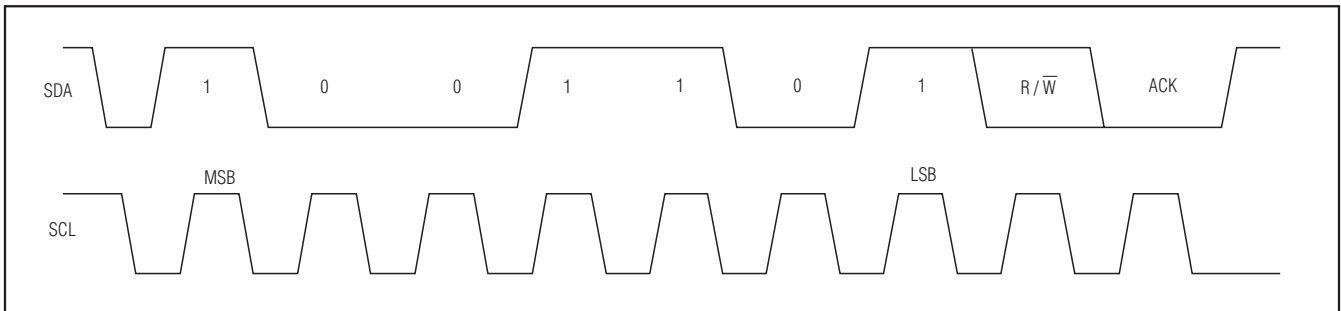 SDA 1 0 0 1 1 0 1 R / W̅ ACK
MSB LSB
SCL